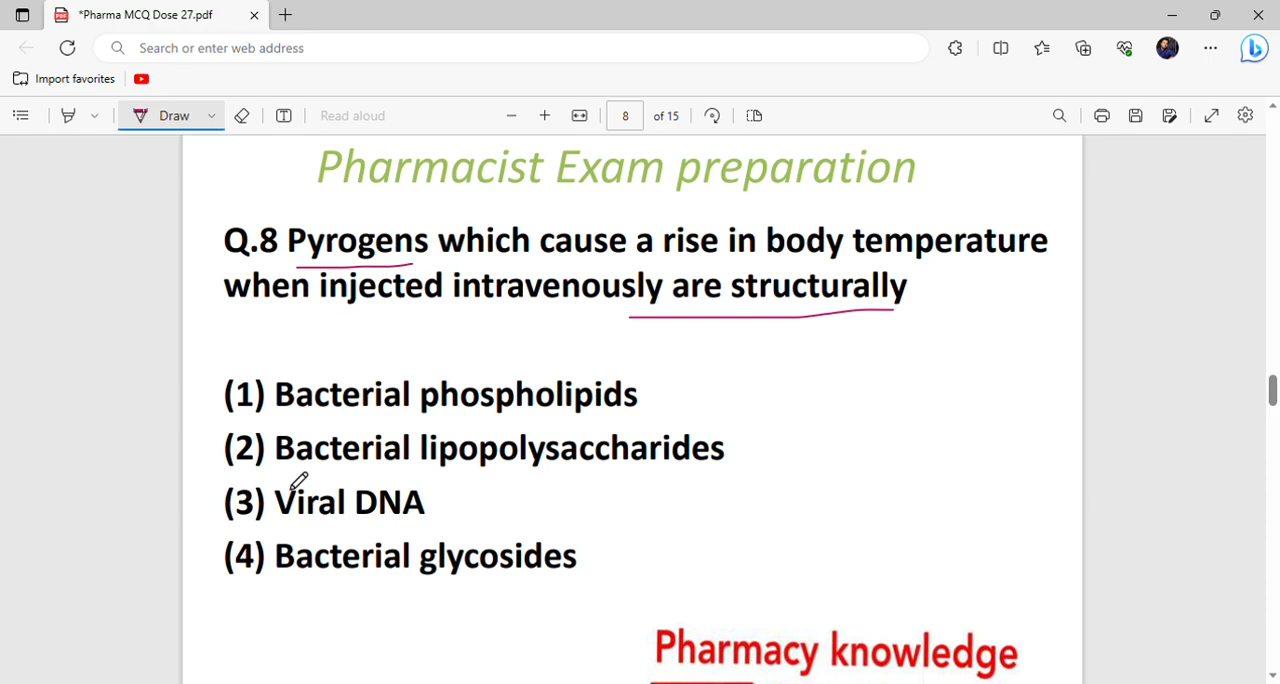 *Pharma MCQ Dose 27.pdf
Search or enter web address
Import favorites
Draw
Read aloud
8 of 15
Pharmacist Exam preparation
Q.8 Pyrogens which cause a rise in body temperature
when injected intravenously are structurally
(1) Bacterial phospholipids
(2) Bacterial lipopolysaccharides
(3) Viral DNA
(4) Bacterial glycosides
Pharmacy knowledge